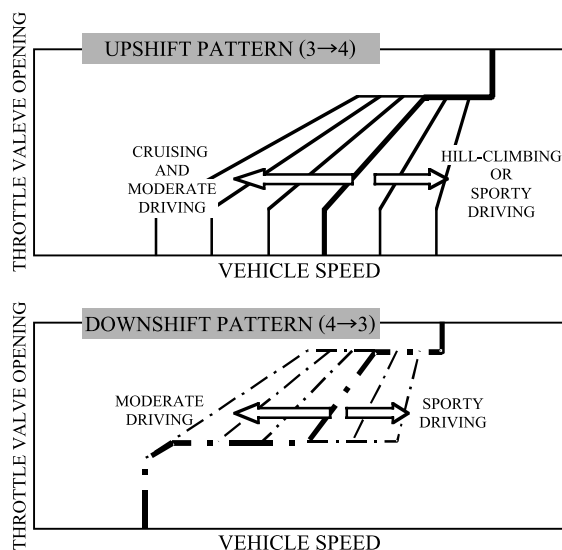 UPSHIFT PATTERN (3→4)
THROTTLE VALEVE OPENING
CRUISING
AND
MODERATE
DRIVING
HILL-CLIMBING
OR
SPORTY
DRIVING
VEHICLE SPEED
DOWNSHIFT PATTERN (4→3)
THROTTLE VALVE OPENING
MODERATE
DRIVING
SPORTY
DRIVING
VEHICLE SPEED